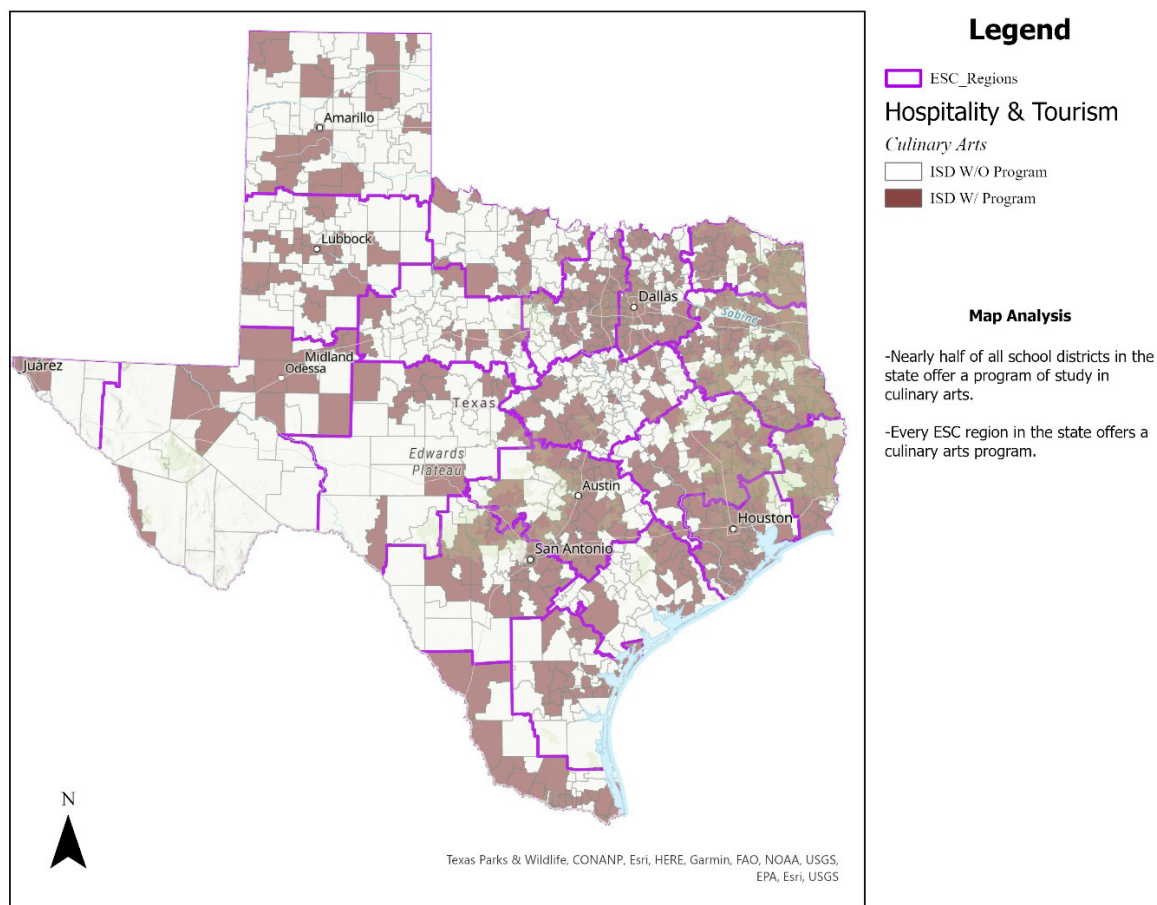 Legend
ESC_Regions
Hospitality & Tourism
Culinary Arts
ISD W/O Program
ISD W/ Program
Map Analysis
-Nearly half of all school districts in the
state offer a program of study in
culinary arts.
-Every ESC region in the state offers a
culinary arts program.
Amarillo
Lubbock
Dallas
Sabine
Midland
Odessa
Juárez
Texas
Edwards
Plateau
Austin
Houston
San Antonio
N
Texas Parks & Wildlife, CONANP, Esri, HERE, Garmin, FAO, NOAA, USGS,
EPA, Esri, USGS